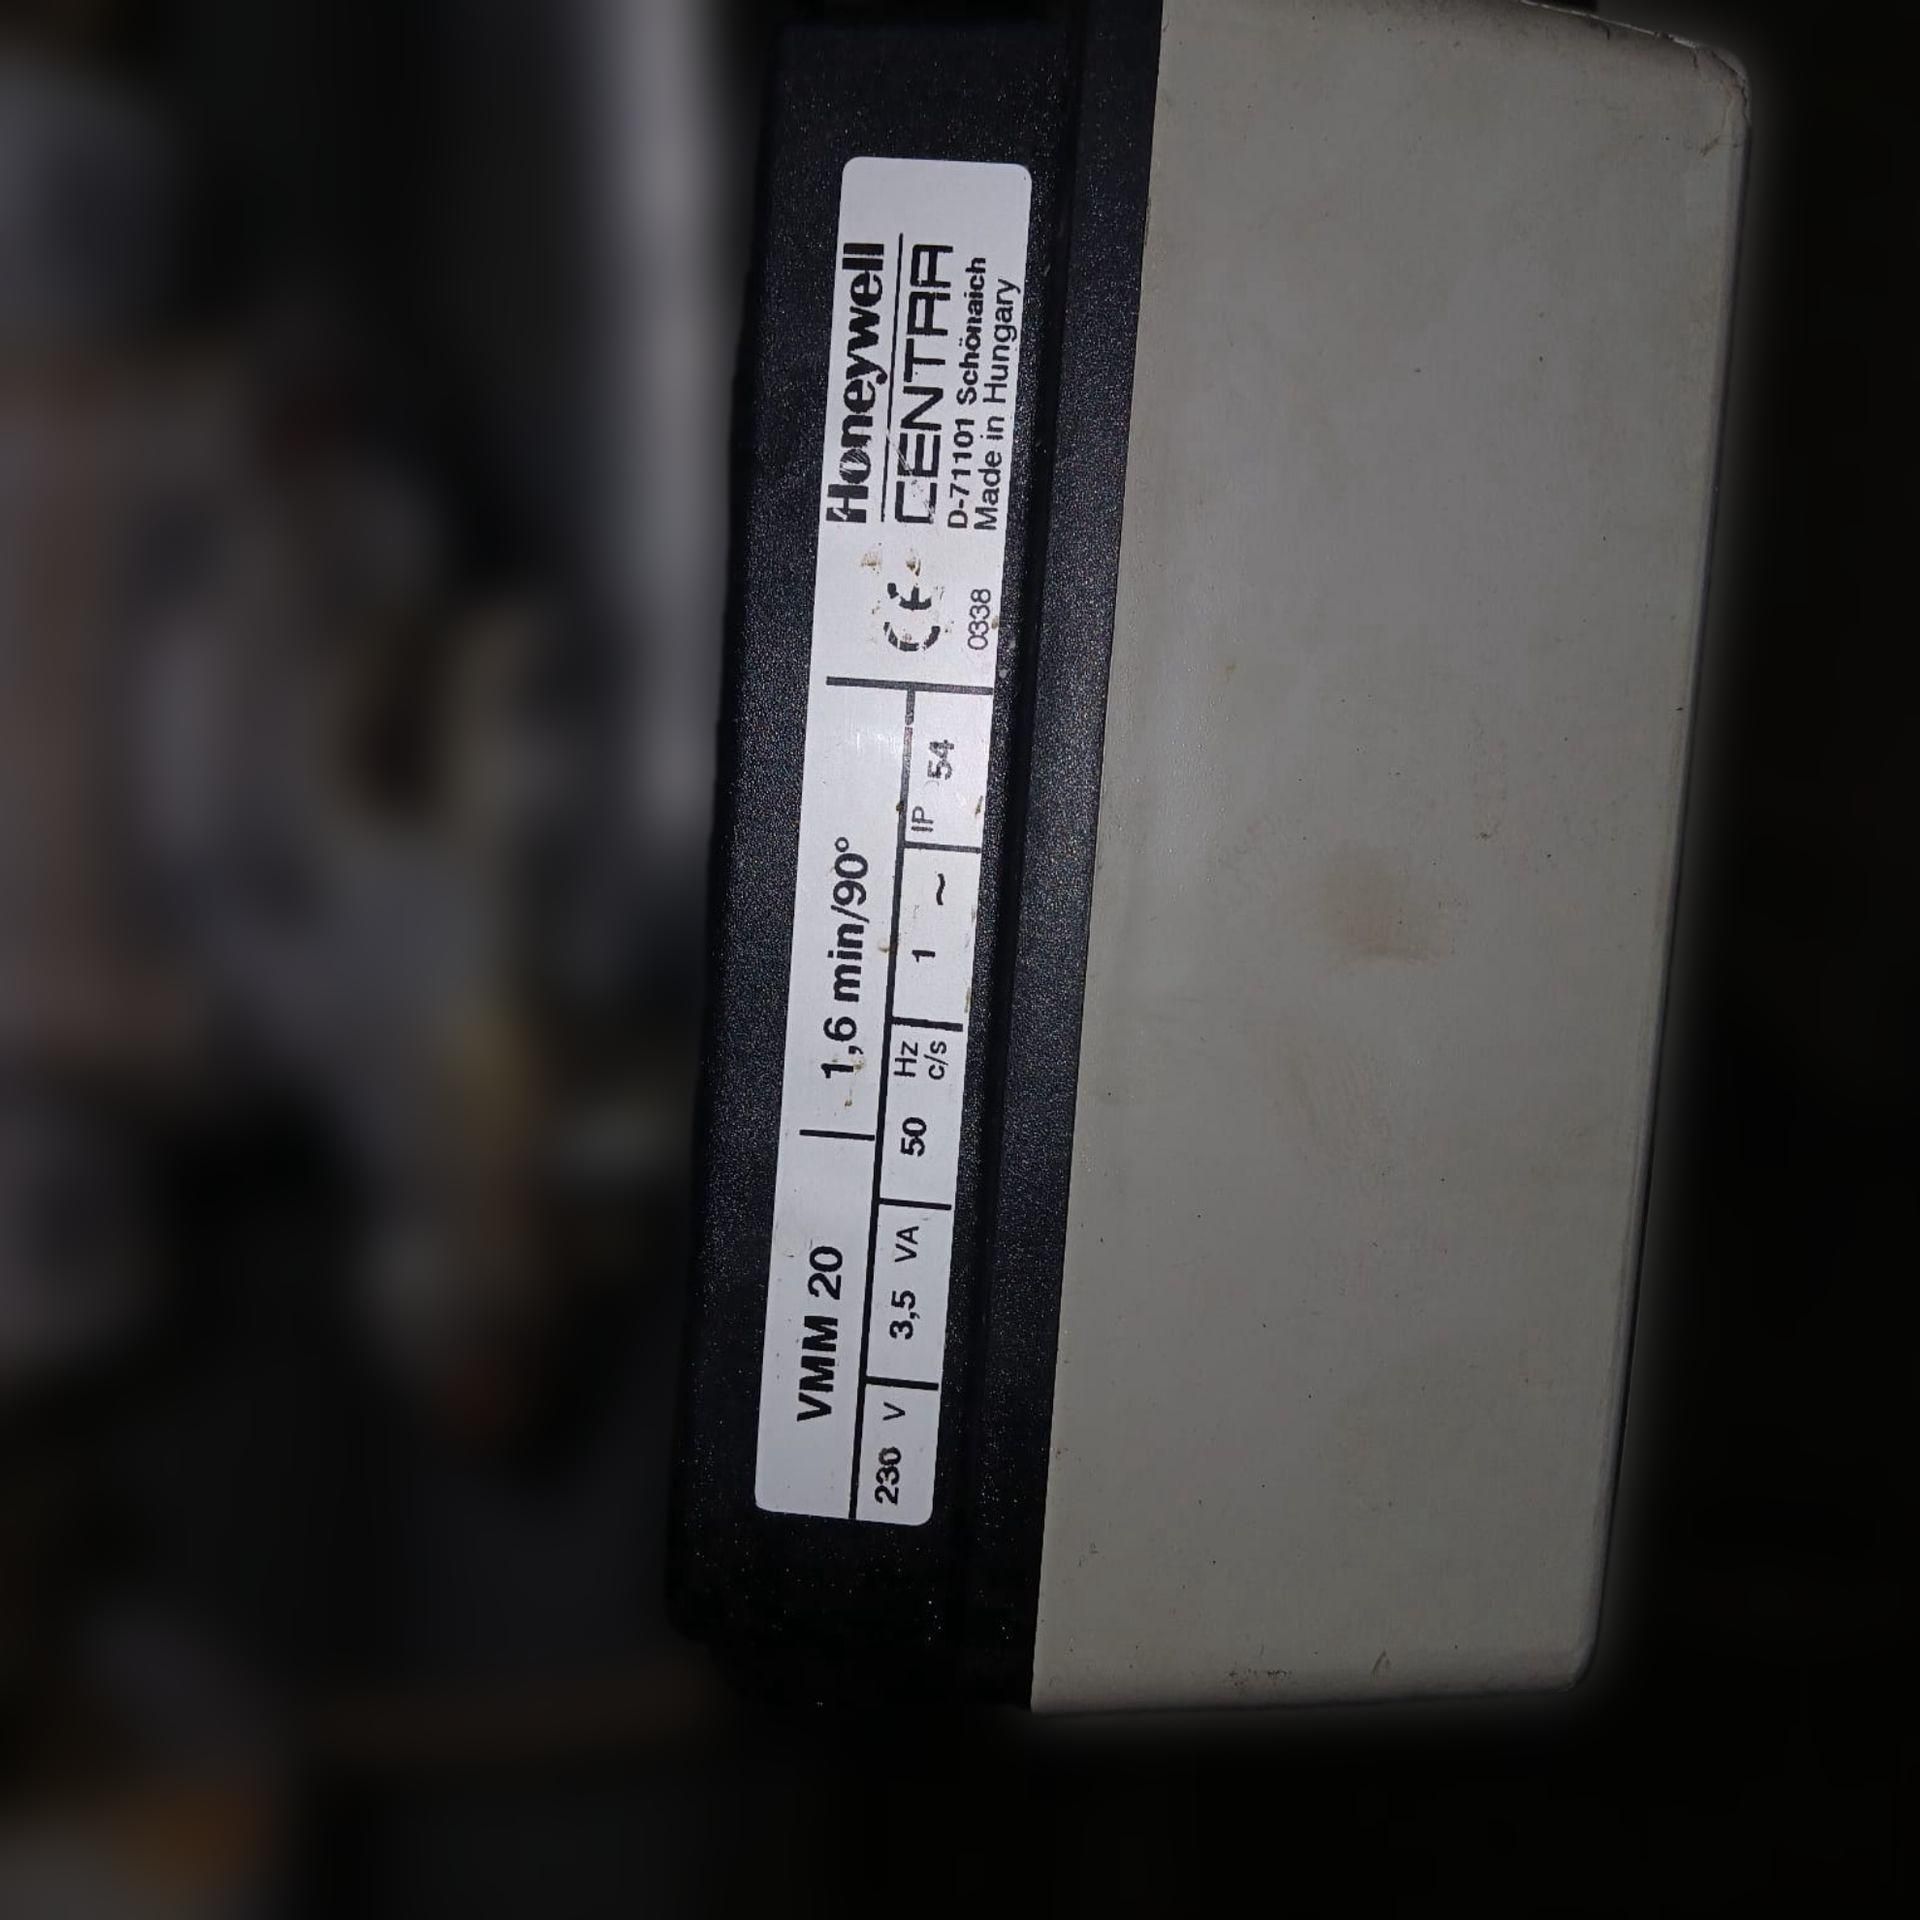 VMM 20 | 1,6 min/90°
230 V | 3,5 VA | 50 Hz c/s | 1 ~ | IP 54
CE
0338
Honeywell
CENTRA
D-71101 Schönaich
Made in Hungary